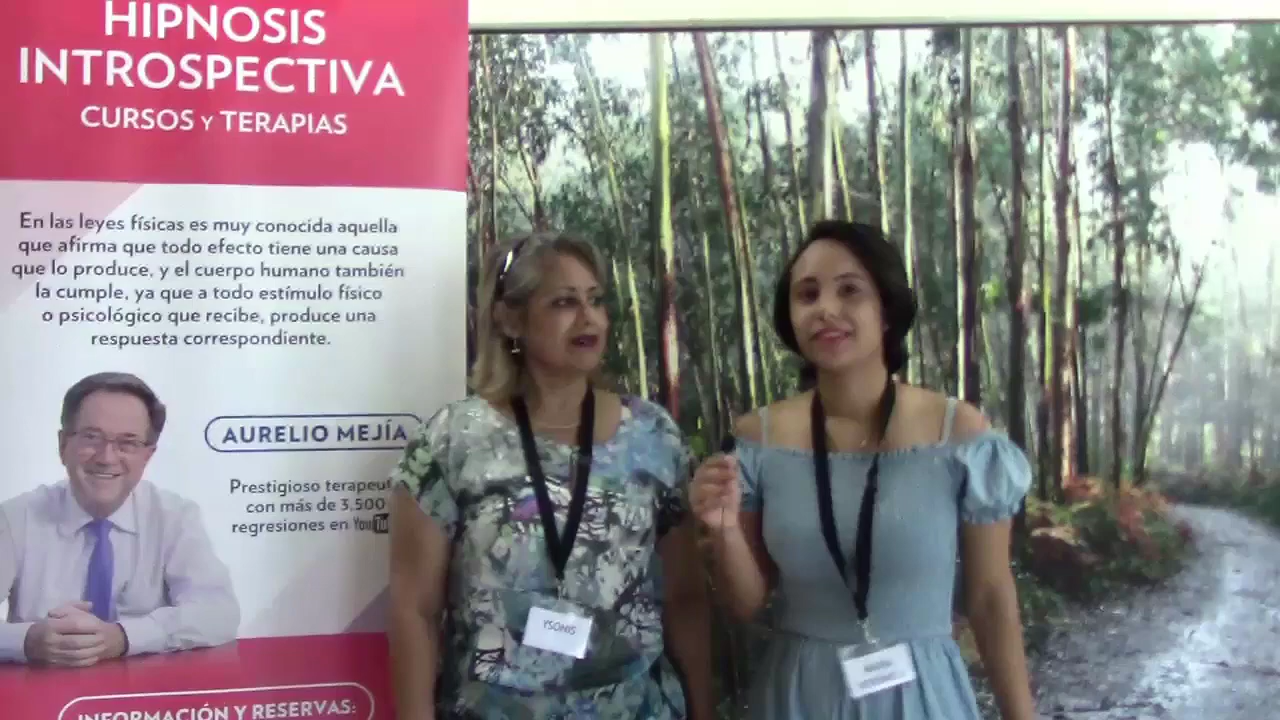 HIPNOSIS
INTROSPECTIVA
CURSOS Y TERAPIAS
En las leyes físicas es muy conocida aquella
que afirma que todo efecto tiene una causa
que lo produce, y el cuerpo humano también
la cumple, ya que a todo estímulo físico
o psicológico que recibe, produce una
respuesta correspondiente.
AURELIO MEJÍA
Prestigioso
con más de 3.500
regresiones en YouTu
INFORMACIÓN Y RESERVAS:
YSONIS